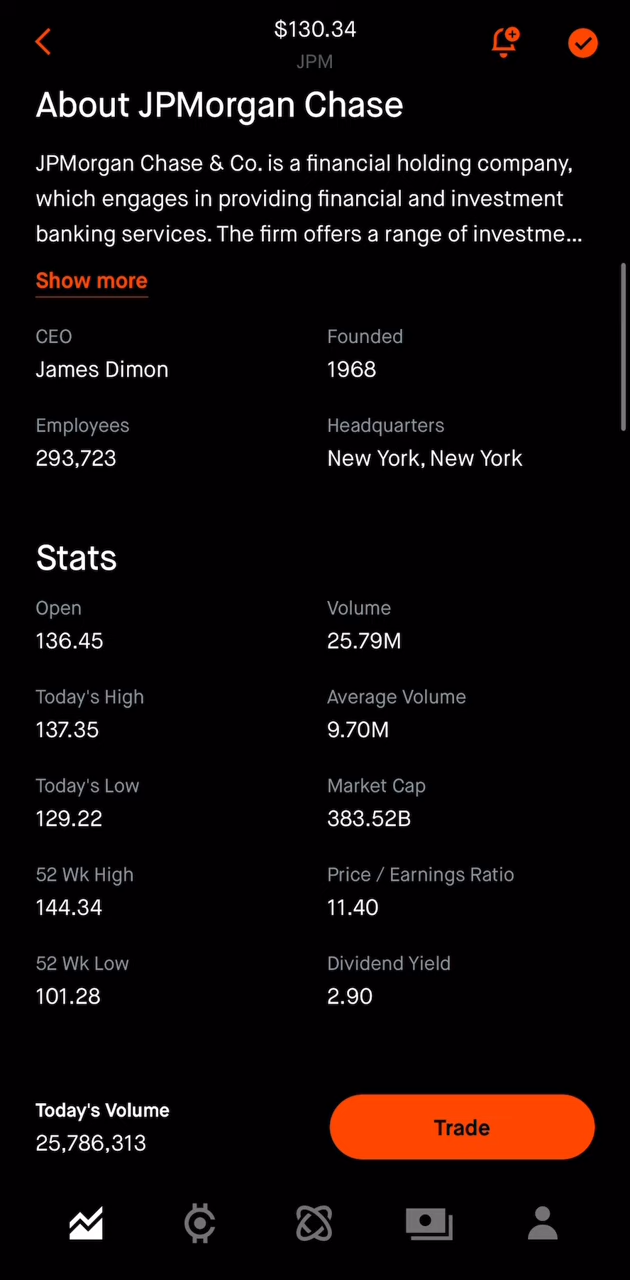 $130.34
JPM
About JPMorgan Chase
JPMorgan Chase & Co. is a financial holding company,
which engages in providing financial and investment
banking services. The firm offers a range of investme...
Show more
CEO
Founded
James Dimon
1968
Employees
Headquarters
293,723
New York, New York
Stats
Open
Volume
136.45
25.79M
Today's High
Average Volume
137.35
9.70M
Today's Low
Market Cap
129.22
383.52B
52 Wk High
Price / Earnings Ratio
144.34
11.40
52 Wk Low
Dividend Yield
101.28
2.90
Today's Volume
25,786,313
Trade